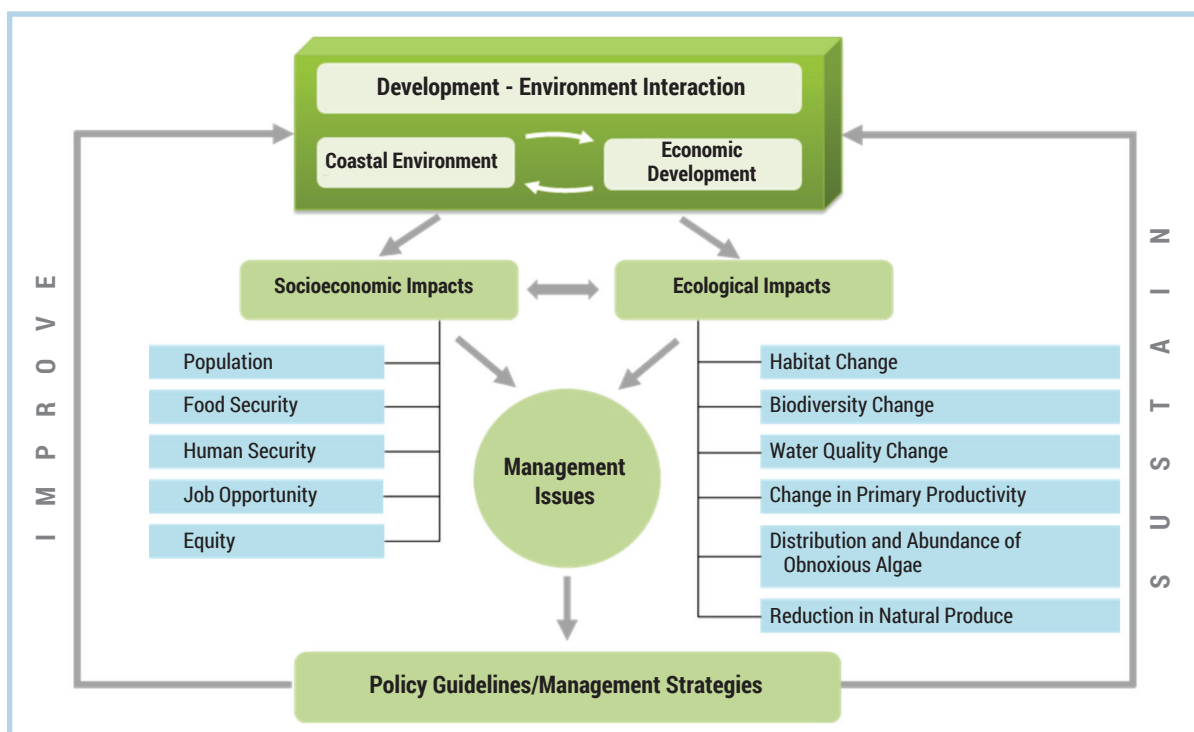 Development - Environment Interaction
Coastal Environment
Economic
Development
Socioeconomic Impacts
Ecological Impacts
Population
Food Security
Human Security
Job Opportunity
Equity
Management
Issues
Habitat Change
Biodiversity Change
Water Quality Change
Change in Primary Productivity
Distribution and Abundance of
Obnoxious Algae
Reduction in Natural Produce
Policy Guidelines/Management Strategies
IMPROVE
SUSTAIN